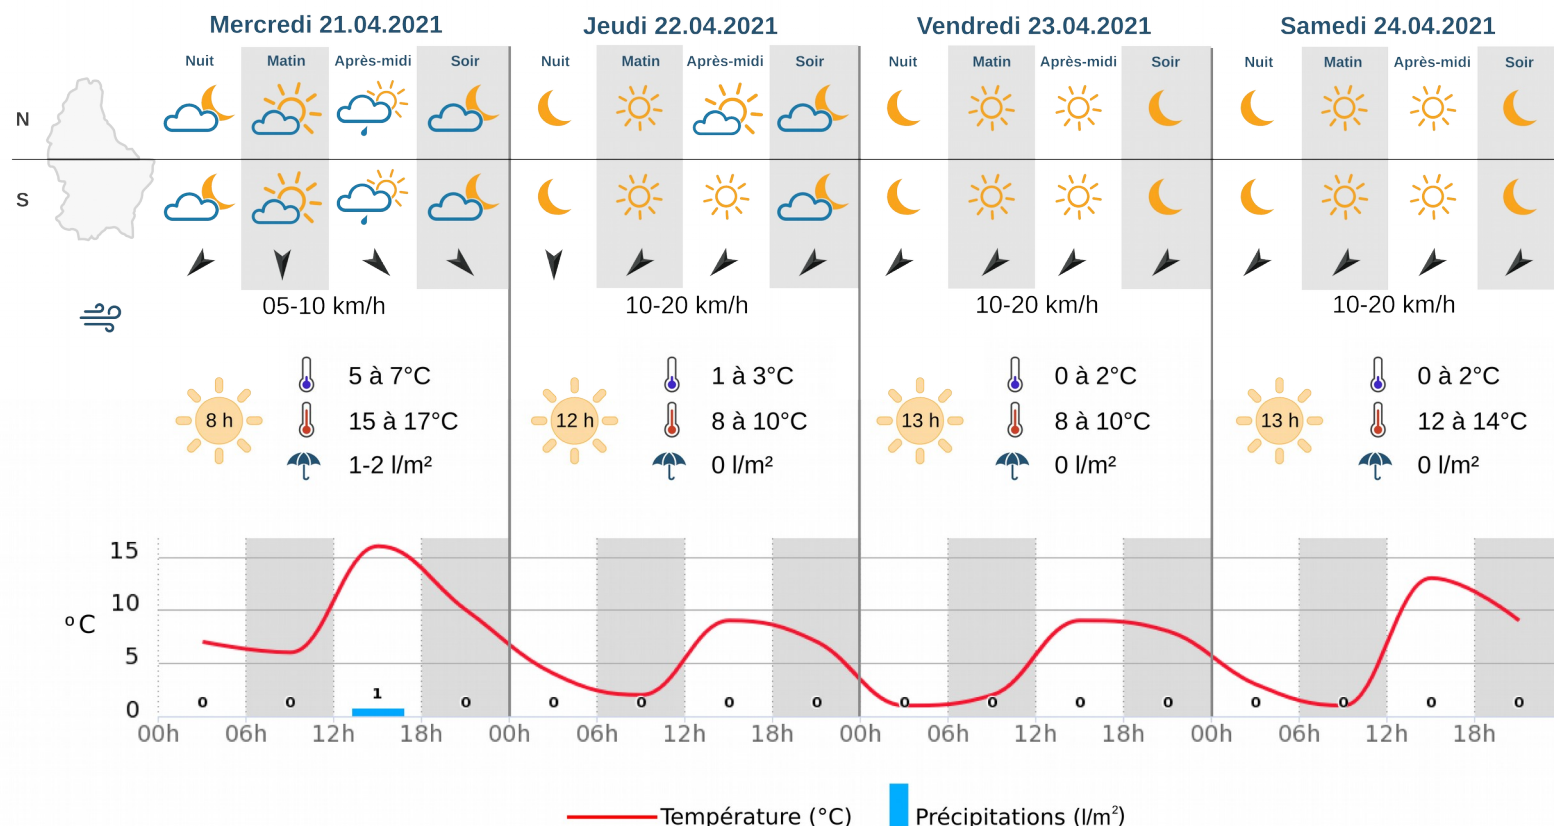 Mercredi 21.04.2021 Jeudi 22.04.2021 Vendredi 23.04.2021 Samedi 24.04.2021
Nuit Matin Après-midi Soir Nuit Matin Après-midi Soir Nuit Matin Après-midi Soir Nuit Matin Après-midi Soir
N
S
05-10 km/h 10-20 km/h 10-20 km/h 10-20 km/h
5 à 7°C 1 à 3°C 0 à 2°C 0 à 2°C
8 h 15 à 17°C 12 h 8 à 10°C 13 h 8 à 10°C 13 h 12 à 14°C
1-2 l/m² 0 l/m² 0 l/m² 0 l/m²
15
10
°C
5
0 0 1 0 0 0 0 0 0 0 0 0 0 0 0 0
0
00h 06h 12h 18h 00h 06h 12h 18h 00h 06h 12h 18h 00h 06h 12h 18h
Température (°C) Précipitations (l/m²)